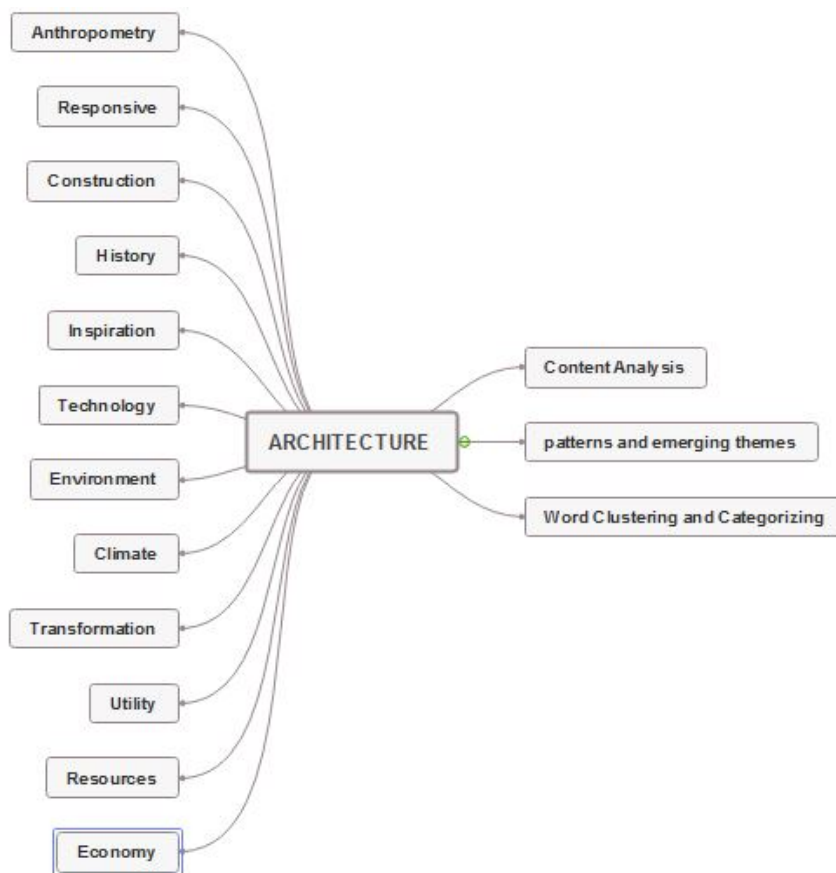 Anthropometry
Responsive
Construction
History
Inspiration
Technology
Environment
Climate
Transformation
Utility
Resources
Economy
ARCHITECTURE
Content Analysis
patterns and emerging themes
Word Clustering and Categorizing